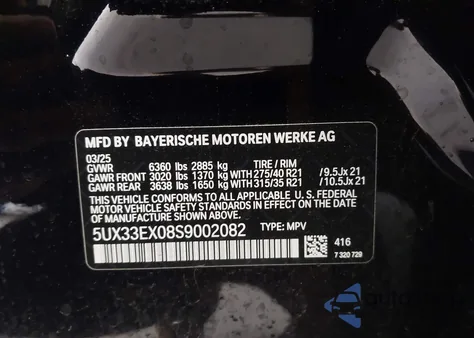 MFD BY BAYERISCHE MOTOREN WERKE AG
03/25
GVWR 6360 lbs 2885 kg TIRE / RIM
GAWR FRONT 3020 lbs 1370 kg WITH 275/40 R21 /9.5Jx 21
GAWR REAR 3638 lbs 1650 kg WITH 315/35 R21 /10.5Jx 21
THIS VEHICLE CONFORMS TO ALL APPLICABLE U.S. FEDERAL
MOTOR VEHICLE SAFETY STANDARDS IN EFFECT ON THE
DATE OF MANUFACTURE SHOWN ABOVE.
5UX33EX08S9002082 TYPE: MPV 416
7 320 729